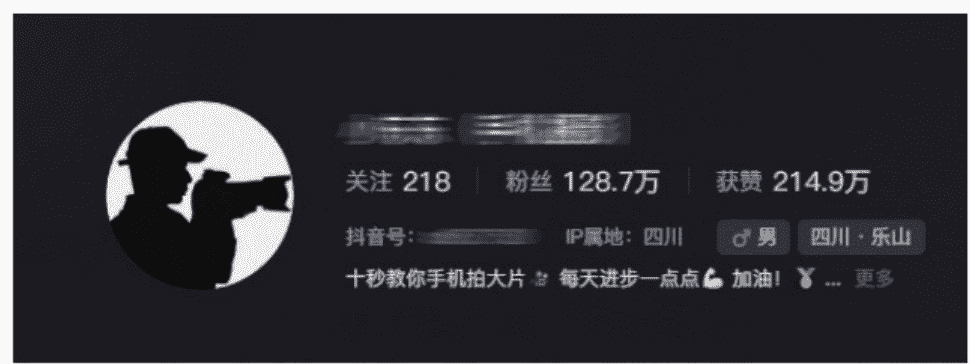 关注 218 粉丝 128.7万 获赞 214.9万
抖音号： IP属地：四川 ♂男 四川·乐山
十秒教你手机拍大片 每天进步一点点💪 加油! 🏅 ... 更多